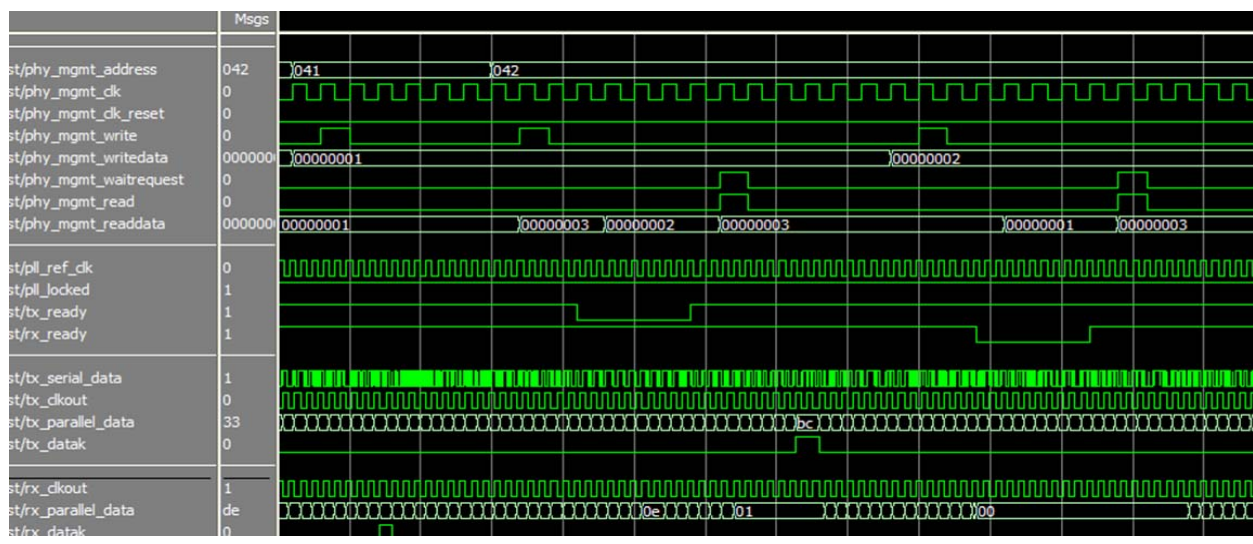 Msgs
st/phy_mgmt_address 042 041 042
st/phy_mgmt_clk 0
st/phy_mgmt_clk_reset 0
st/phy_mgmt_write 0
st/phy_mgmt_writedata 0000000 00000001 00000002
st/phy_mgmt_waitrequest 0
st/phy_mgmt_read 0
st/phy_mgmt_readdata 0000000 00000001 00000003 00000002 00000003 00000001 00000003
st/pll_ref_clk 0
st/pll_locked 1
st/tx_ready 1
st/rx_ready 1
st/tx_serial_data 1
st/tx_clkout 0
st/tx_parallel_data 33 bc
st/tx_datak 0
st/rx_clkout 1
st/rx_parallel_data de 0e 01 00
st/rx_datak 0